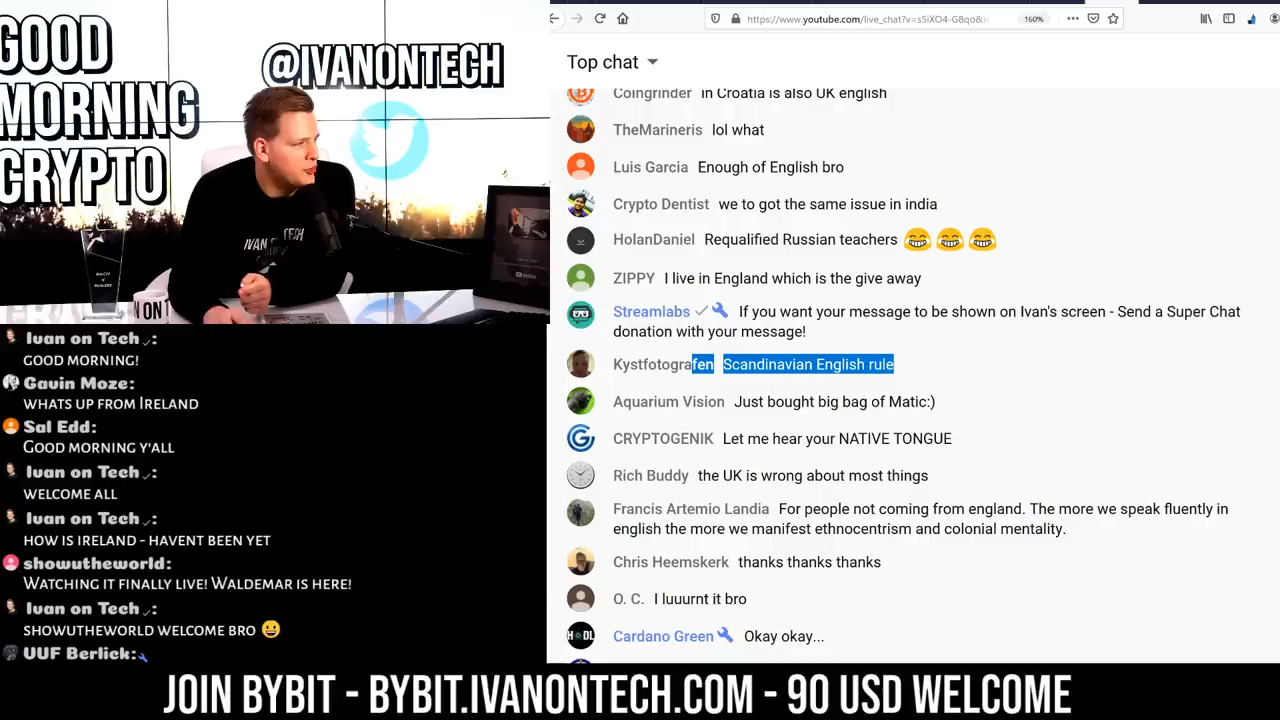 GOOD
MORNING
CRYPTO
@IVANONTECH
IVAN ON TECH
Ivan on Tech:
GOOD MORNING!
Gavin Moze:
WHATS UP FROM IRELAND
Sal Edd:
GOOD MORNING Y'ALL
Ivan on Tech:
WELCOME ALL
Ivan on Tech:
HOW IS IRELAND - HAVENT BEEN YET
showutheworld:
WATCHING IT FINALLY LIVE! WALDEMAR IS HERE!
Ivan on Tech:
SHOWUTHEWORLD WELCOME BRO 😀
UUF Berlick:
https://www.youtube.com/live_chat?v=s5iXO4-G8qo&
160%
Top chat
Coingrinder in Croatia is also UK english
TheMarineris lol what
Luis Garcia Enough of English bro
Crypto Dentist we to got the same issue in india
HolanDaniel Requalified Russian teachers 😂 😂 😂
ZIPPY I live in England which is the give away
Streamlabs If you want your message to be shown on Ivan's screen - Send a Super Chat
donation with your message!
Kystfotografen Scandinavian English rule
Aquarium Vision Just bought big bag of Matic:)
CRYPTOGENIK Let me hear your NATIVE TONGUE
Rich Buddy the UK is wrong about most things
Francis Artemio Landia For people not coming from england. The more we speak fluently in
english the more we manifest ethnocentrism and colonial mentality.
Chris Heemskerk thanks thanks thanks
O. C. I luuurnt it bro
Cardano Green Okay okay...
JOIN BYBIT - BYBIT.IVANONTECH.COM - 90 USD WELCOME